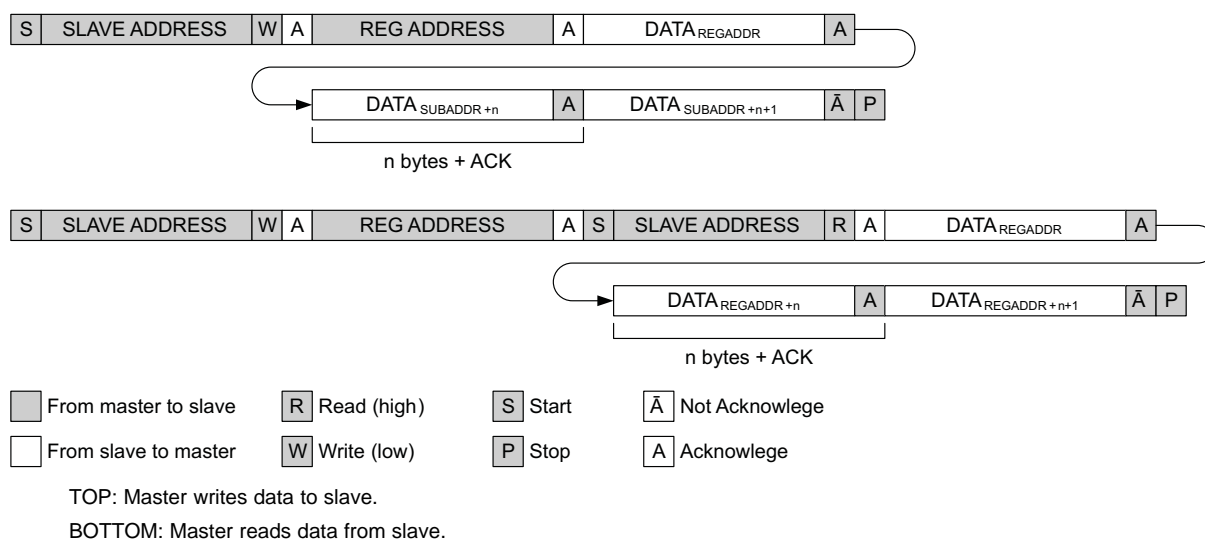 S SLAVE ADDRESS W A REG ADDRESS A DATA REGADDR A
DATA SUBADDR +n A DATA SUBADDR +n+1 Ā P
n bytes + ACK
S SLAVE ADDRESS W A REG ADDRESS A S SLAVE ADDRESS R A DATA REGADDR A
DATA REGADDR +n A DATA REGADDR +n+1 Ā P
n bytes + ACK
From master to slave R Read (high) S Start Ā Not Acknowlege
From slave to master W Write (low) P Stop A Acknowlege
TOP: Master writes data to slave.
BOTTOM: Master reads data from slave.